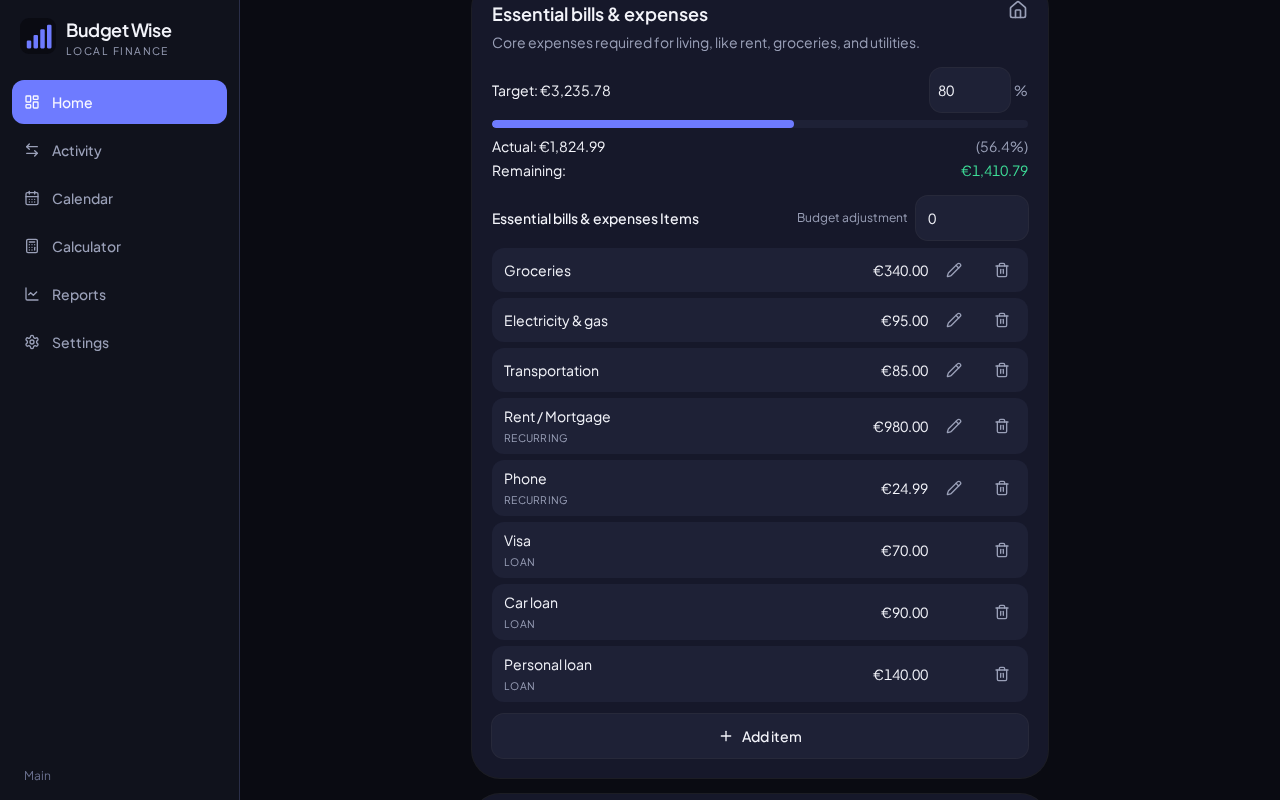 BudgetWise
LOCAL FINANCE
Home
Activity
Calendar
Calculator
Reports
Settings
Main
Essential bills & expenses
Core expenses required for living, like rent, groceries, and utilities.
Target: €3,235.78 80 %
Actual: €1,824.99 (56.4%)
Remaining: €1,410.79
Essential bills & expenses Items Budget adjustment 0
Groceries €340.00
Electricity & gas €95.00
Transportation €85.00
Rent / Mortgage €980.00
RECURRING
Phone €24.99
RECURRING
Visa €70.00
LOAN
Car loan €90.00
LOAN
Personal loan €140.00
LOAN
Add item